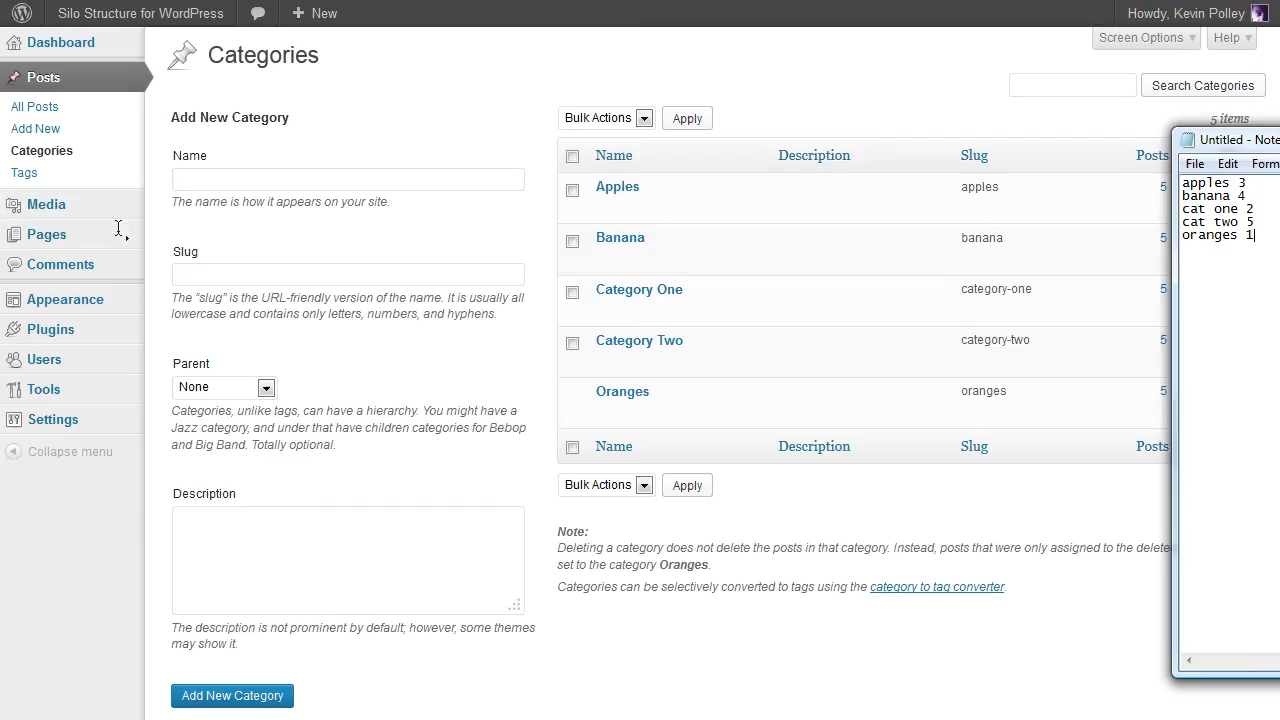 Silo Structure for WordPress
New
Howdy, Kevin Polley
Dashboard
Posts
All Posts
Add New
Categories
Tags
Media
Pages
Comments
Appearance
Plugins
Users
Tools
Settings
Collapse menu
Screen Options
Help
Categories
Search Categories
Add New Category
Name
The name is how it appears on your site.
Slug
The “slug” is the URL-friendly version of the name. It is usually all
lowercase and contains only letters, numbers, and hyphens.
Parent
None
Categories, unlike tags, can have a hierarchy. You might have a
Jazz category, and under that have children categories for Bebop
and Big Band. Totally optional.
Description
The description is not prominent by default; however, some themes
may show it.
Add New Category
Bulk Actions Apply
5 items
Name Description Slug Posts
Apples apples 5
Banana banana 5
Category One category-one 5
Category Two category-two 5
Oranges oranges 5
Name Description Slug Posts
Bulk Actions Apply
Note:
Deleting a category does not delete the posts in that category. Instead, posts that were only assigned to the delete
set to the category Oranges.
Categories can be selectively converted to tags using the category to tag converter.
Untitled - Note
File Edit Form
apples 3
banana 4
cat one 2
cat two 5
oranges 1